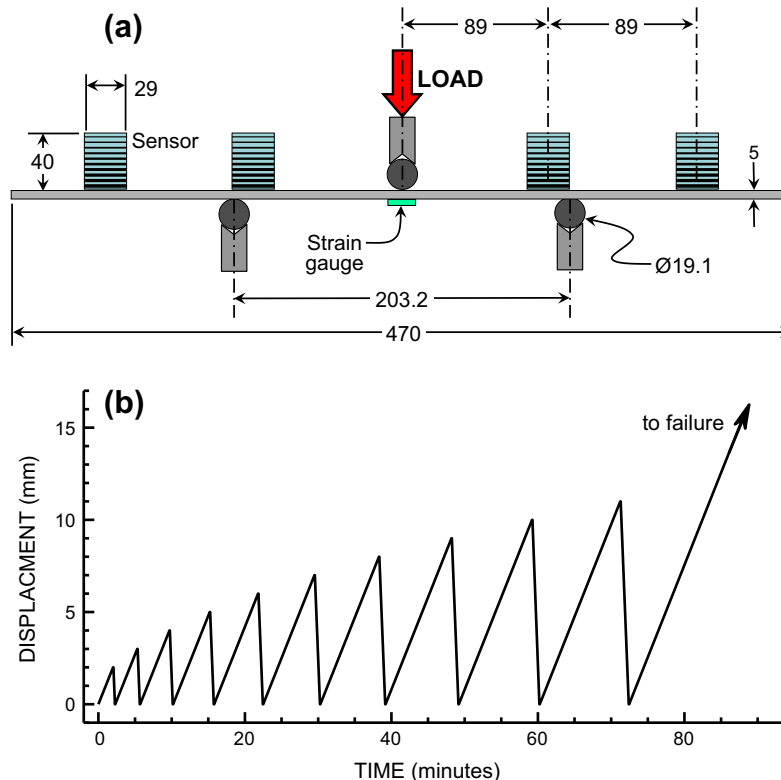 (a)
89
89
29
LOAD
Sensor
40
5
Strain
gauge
Ø19.1
203.2
470
(b)
to failure
15
10
5
0
DISPLACMENT (mm)
0
20
40
60
80
TIME (minutes)